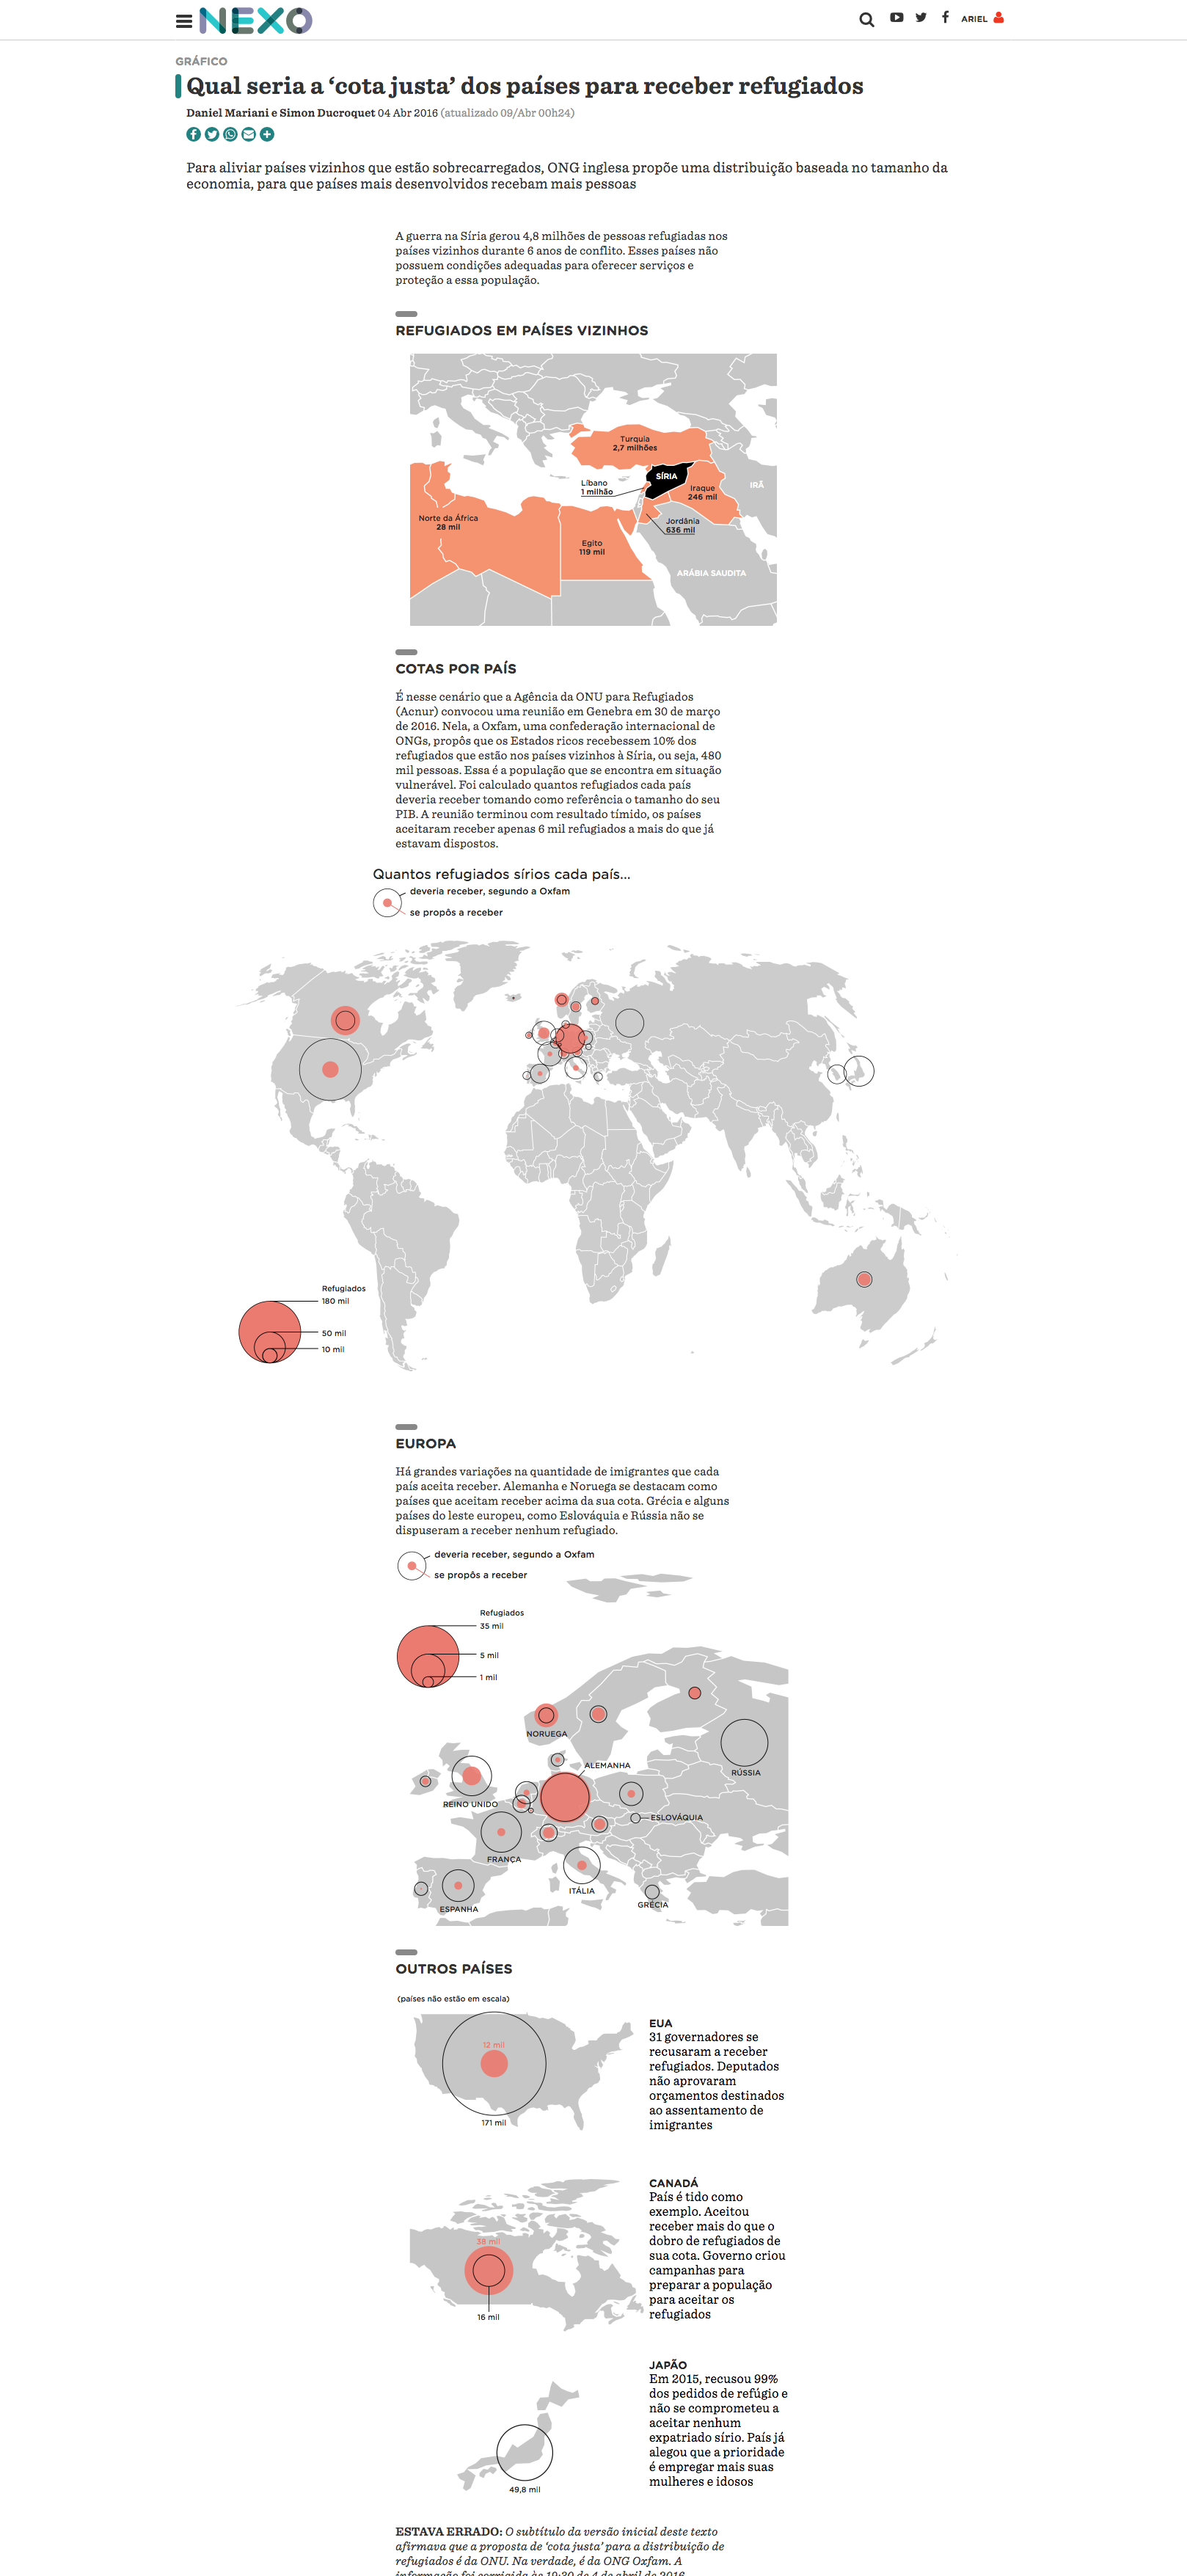 NEXO
ARIEL
GRÁFICO
Qual seria a ‘cota justa’ dos países para receber refugiados
Daniel Mariani e Simon Ducroquet 04 Abr 2016 (atualizado 09/Abr 00h24)
Para aliviar países vizinhos que estão sobrecarregados, ONG inglesa propõe uma distribuição baseada no tamanho da
economia, para que países mais desenvolvidos recebam mais pessoas
A guerra na Síria gerou 4,8 milhões de pessoas refugiadas nos
países vizinhos durante 6 anos de conflito. Esses países não
possuem condições adequadas para oferecer serviços e
proteção a essa população.
REFUGIADOS EM PAÍSES VIZINHOS
Turquia
2,7 milhões
SÍRIA
Líbano
1 milhão
IRÃ
Iraque
246 mil
Norte da África
28 mil
Jordânia
636 mil
Egito
119 mil
ARÁBIA SAUDITA
COTAS POR PAÍS
É nesse cenário que a Agência da ONU para Refugiados
(Acnur) convocou uma reunião em Genebra em 30 de março
de 2016. Nela, a Oxfam, uma confederação internacional de
ONGs, propôs que os Estados ricos recebessem 10% dos
refugiados que estão nos países vizinhos à Síria, ou seja, 480
mil pessoas. Essa é a população que se encontra em situação
vulnerável. Foi calculado quantos refugiados cada país
deveria receber tomando como referência o tamanho do seu
PIB. A reunião terminou com resultado tímido, os países
aceitaram receber apenas 6 mil refugiados a mais do que já
estavam dispostos.
Quantos refugiados sírios cada país...
deveria receber, segundo a Oxfam
se propôs a receber
Refugiados
180 mil
50 mil
10 mil
EUROPA
Há grandes variações na quantidade de imigrantes que cada
país aceita receber. Alemanha e Noruega se destacam como
países que aceitam receber acima da sua cota. Grécia e alguns
países do leste europeu, como Eslováquia e Rússia não se
dispuseram a receber nenhum refugiado.
deveria receber, segundo a Oxfam
se propôs a receber
Refugiados
35 mil
5 mil
1 mil
NORUEGA
ALEMANHA
RÚSSIA
REINO UNIDO
ESLOVÁQUIA
FRANÇA
ITÁLIA
GRÉCIA
ESPANHA
OUTROS PAÍSES
(países não estão em escala)
12 mil
171 mil
EUA
31 governadores se
recusaram a receber
refugiados. Deputados
não aprovaram
orçamentos destinados
ao assentamento de
imigrantes
38 mil
16 mil
CANADÁ
País é tido como
exemplo. Aceitou
receber mais do que o
dobro de refugiados de
sua cota. Governo criou
campanhas para
preparar a população
para aceitar os
refugiados
JAPÃO
Em 2015, recusou 99%
dos pedidos de refúgio e
não se comprometeu a
aceitar nenhum
expatriado sírio. País já
alegou que a prioridade
é empregar mais suas
mulheres e idosos
49,8 mil
ESTAVA ERRADO: O subtítulo da versão inicial deste texto
afirmava que a proposta de ‘cota justa’ para a distribuição de
refugiados é da ONU. Na verdade, é da ONG Oxfam. A
informação foi corrigida às 19:30 de 4 de abril de 2016.